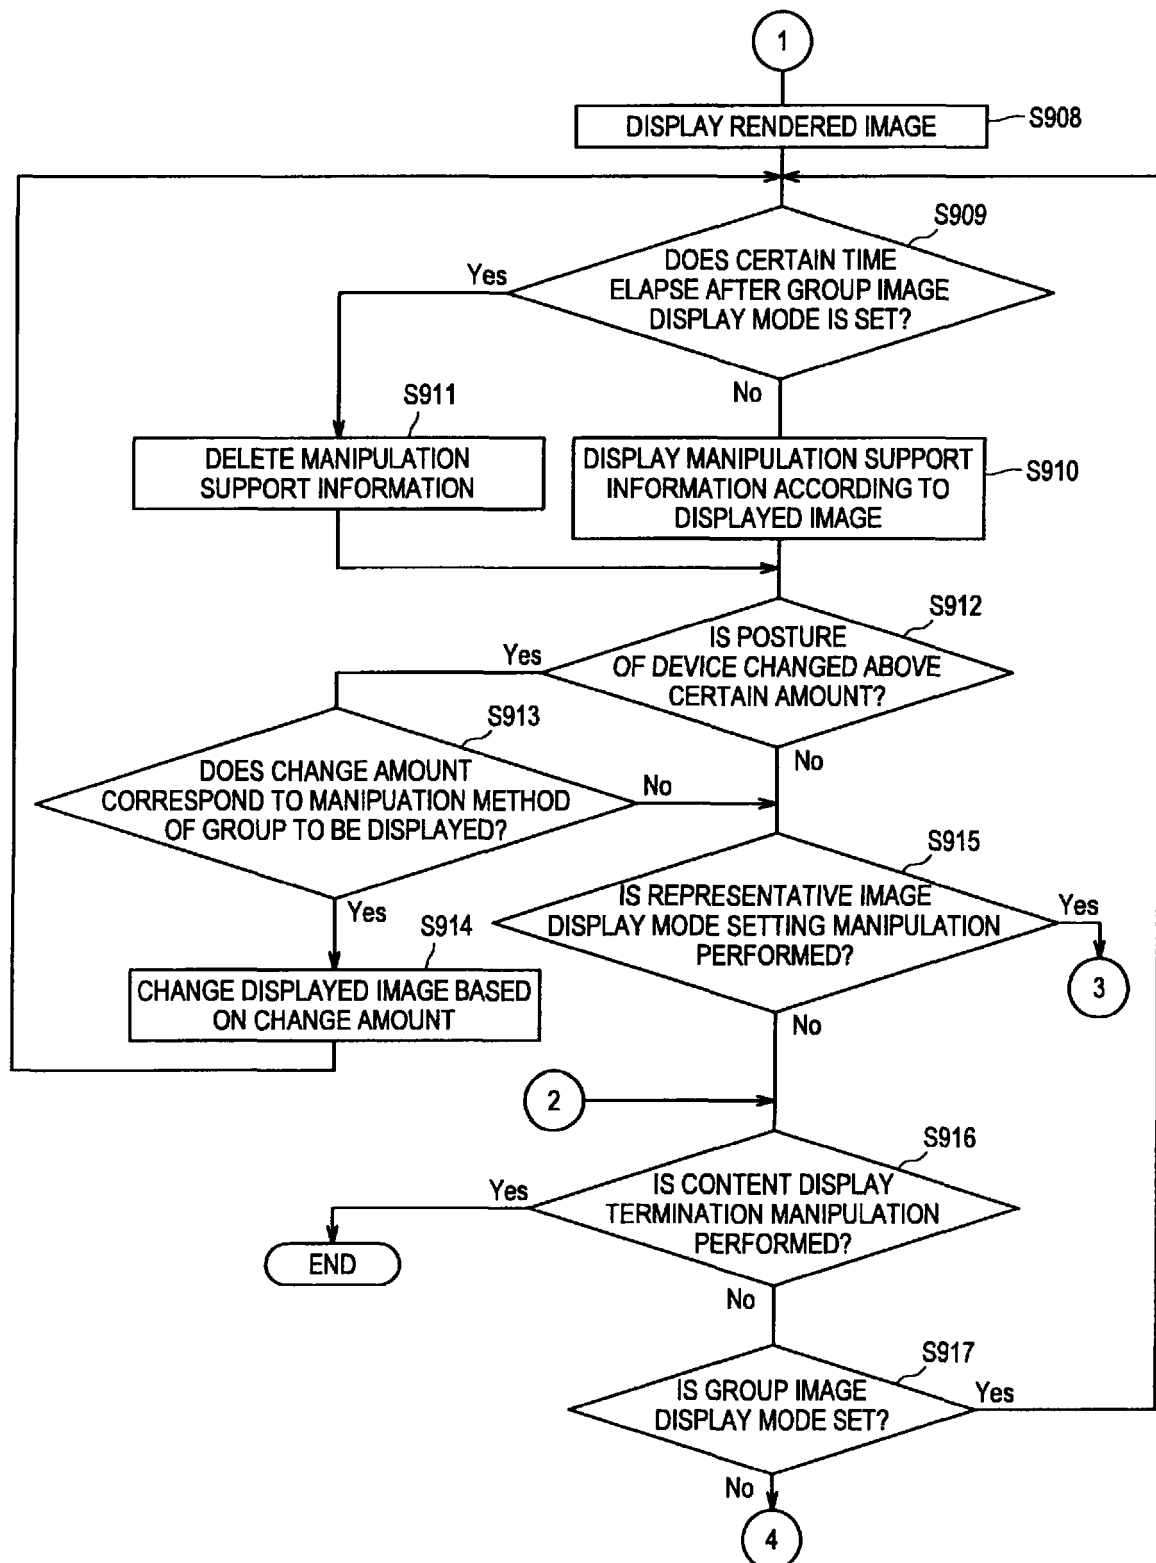 1
DISPLAY RENDERED IMAGE
S908
S909
DOES CERTAIN TIME
ELAPSE AFTER GROUP IMAGE
DISPLAY MODE IS SET?
Yes
No
S911
DELETE MANIPULATION
SUPPORT INFORMATION
DISPLAY MANIPULATION SUPPORT
INFORMATION ACCORDING TO
DISPLAYED IMAGE
S910
S912
IS POSTURE
OF DEVICE CHANGED ABOVE
CERTAIN AMOUNT?
Yes
No
S913
DOES CHANGE AMOUNT
CORRESPOND TO MANIPUATION METHOD
OF GROUP TO BE DISPLAYED?
No
Yes
S914
CHANGE DISPLAYED IMAGE BASED
ON CHANGE AMOUNT
S915
IS REPRESENTATIVE IMAGE
DISPLAY MODE SETTING MANIPULATION
PERFORMED?
Yes
3
No
2
S916
IS CONTENT DISPLAY
TERMINATION MANIPULATION
PERFORMED?
Yes
END
No
S917
IS GROUP IMAGE
DISPLAY MODE SET?
Yes
No
4